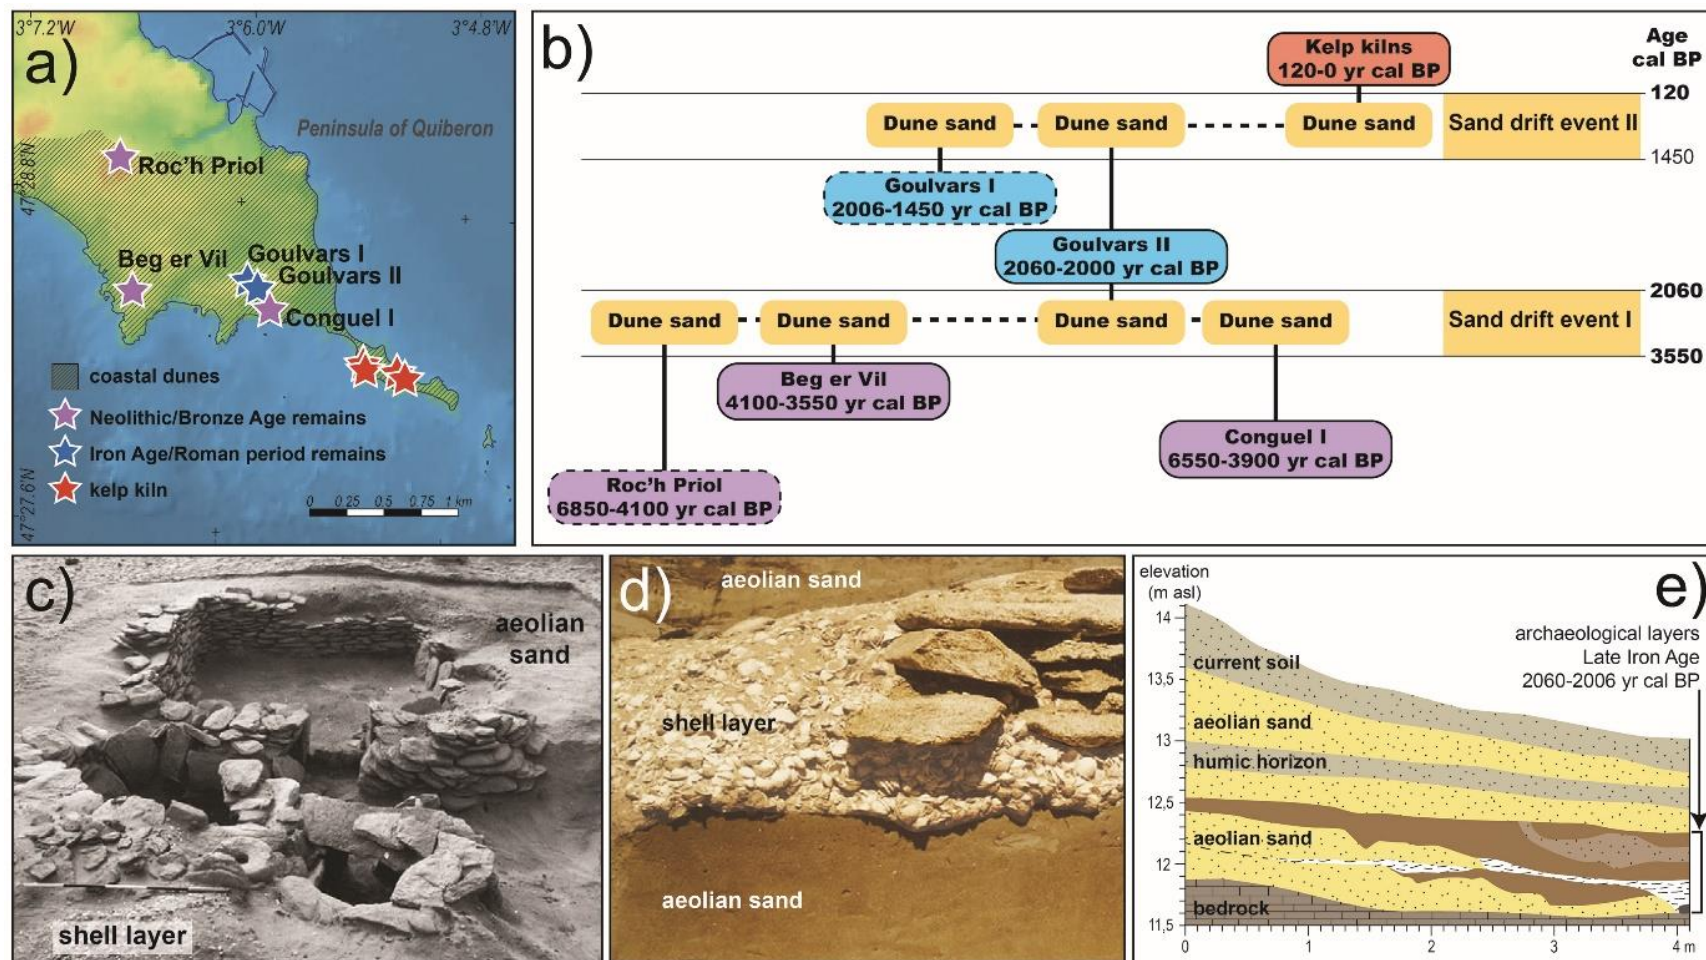 a)
3°7.2'W
3°6.0'W
3°4.8'W
47°28.8'N
47°27.6'N
Peninsula of Quiberon
Roc'h Priol
Beg er Vil
Goulvars I
Goulvars II
Conguel I
coastal dunes
Neolithic/Bronze Age remains
Iron Age/Roman period remains
kelp kiln
0 0.25 0.5 0.75 1 km
b)
Age
cal BP
Kelp kilns
120-0 yr cal BP
120
Dune sand
Dune sand
Dune sand
Sand drift event II
1450
Goulvars I
2006-1450 yr cal BP
Goulvars II
2060-2000 yr cal BP
2060
Dune sand
Dune sand
Dune sand
Dune sand
Sand drift event I
3550
Beg er Vil
4100-3550 yr cal BP
Conguel I
6550-3900 yr cal BP
Roc'h Priol
6850-4100 yr cal BP
c)
aeolian
sand
shell layer
d)
aeolian sand
shell layer
aeolian sand
e)
elevation
(m asl)
archaeological layers
Late Iron Age
2060-2006 yr cal BP
14
13,5
13
12,5
12
11,5
current soil
aeolian sand
humic horizon
aeolian sand
bedrock
0 1 2 3 4 m